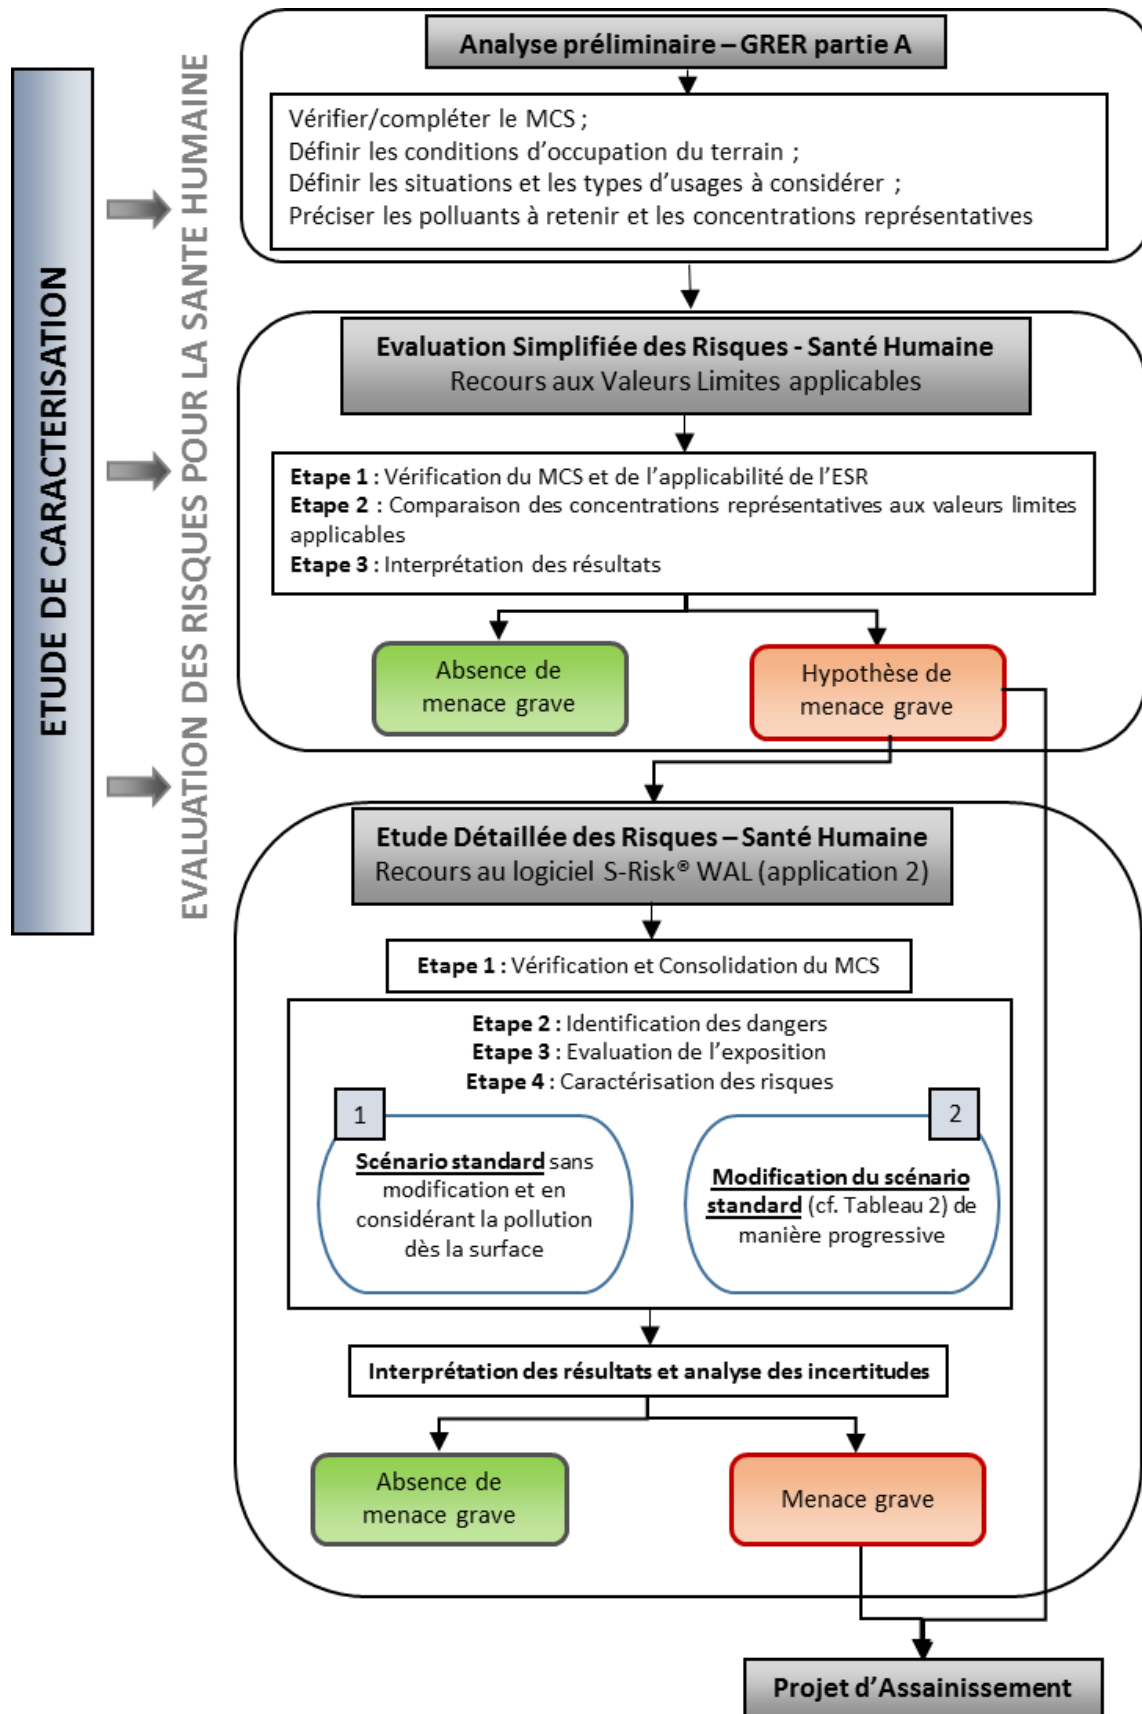 ETUDE DE CARACTERISATION
EVALUATION DES RISQUES POUR LA SANTE HUMAINE
Analyse préliminaire – GRER partie A
Vérifier/compléter le MCS ;
Définir les conditions d'occupation du terrain ;
Définir les situations et les types d'usages à considérer ;
Préciser les polluants à retenir et les concentrations représentatives
Evaluation Simplifiée des Risques - Santé Humaine
Recours aux Valeurs Limites applicables
Etape 1 : Vérification du MCS et de l'applicabilité de l'ESR
Etape 2 : Comparaison des concentrations représentatives aux valeurs limites
applicables
Etape 3 : Interprétation des résultats
Absence de
menace grave
Hypothèse de
menace grave
Etude Détaillée des Risques – Santé Humaine
Recours au logiciel S-Risk® WAL (application 2)
Etape 1 : Vérification et Consolidation du MCS
Etape 2 : Identification des dangers
Etape 3 : Evaluation de l'exposition
Etape 4 : Caractérisation des risques
1
Scénario standard sans
modification et en
considérant la pollution
dès la surface
2
Modification du scénario
standard (cf. Tableau 2) de
manière progressive
Interprétation des résultats et analyse des incertitudes
Absence de
menace grave
Menace grave
Projet d'Assainissement